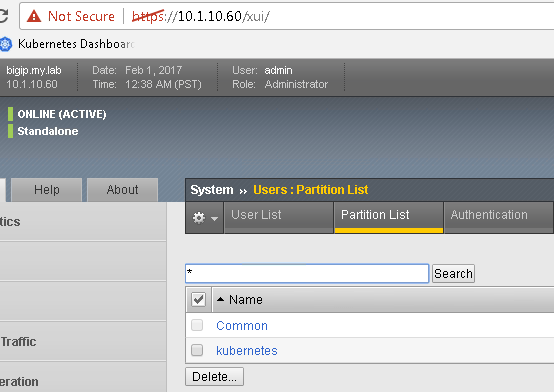 Not Secure https://10.1.10.60/xui/
Kubernetes Dashboar
bigip.my.lab Date: Feb 1, 2017 User: admin
10.1.10.60 Time: 12:38 AM (PST) Role: Administrator
ONLINE (ACTIVE)
Standalone
Help About
System » Users : Partition List
tics
User List Partition List Authentication
* Search
Name
Common
Traffic
kubernetes
eration
Delete...